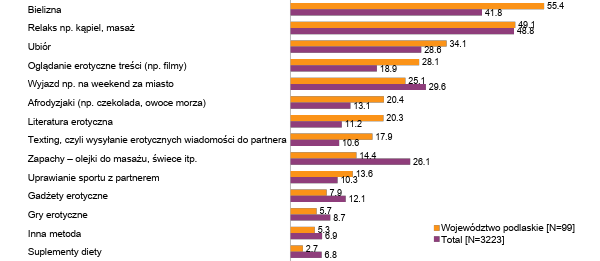 Bielizna 55.4
41.8
Relaks np. kąpiel, masaż 49.1
48.8
Ubiór 34.1
28.6
Oglądanie erotyczne treści (np. filmy) 28.1
18.9
Wyjazd np. na weekend za miasto 25.1
29.6
Afrodyzjaki (np. czekolada, owoce morza) 20.4
13.1
Literatura erotyczna 20.3
11.2
Texting, czyli wysyłanie erotycznych wiadomości do partnera 17.9
10.6
Zapachy – olejki do masażu, świece itp. 14.4
26.1
Uprawianie sportu z partnerem 13.6
10.3
Gadżety erotyczne 7.9
12.1
Gry erotyczne 5.7
8.7
Inna metoda 5.3
6.9
Suplementy diety 2.7
6.8
Województwo podlaskie [N=99]
Total [N=3223]